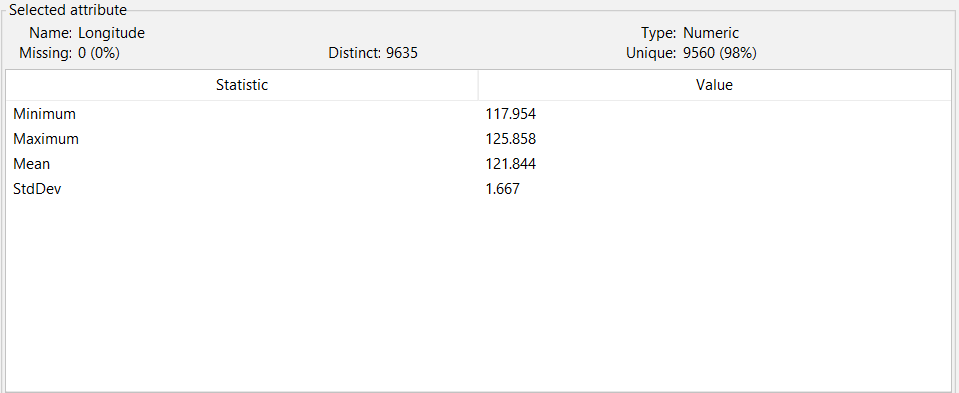 Selected attribute
Name: Longitude Type: Numeric
Missing: 0 (0%) Distinct: 9635 Unique: 9560 (98%)
Statistic Value
Minimum 117.954
Maximum 125.858
Mean 121.844
StdDev 1.667